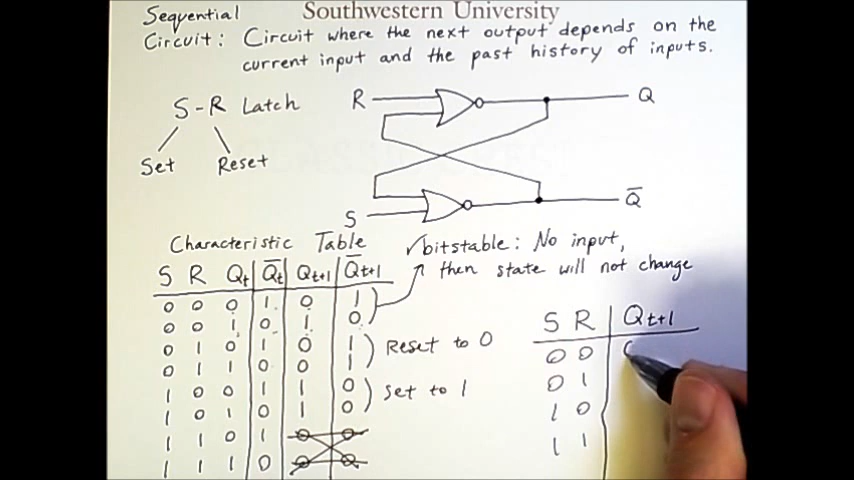 Southwestern University
Sequential
Circuit: Circuit where the next output depends on the
current input and the past history of inputs.
S-R Latch
Set Reset
R
Q
S
Q̅
Characteristic Table
S R Qt Q̅t Qt+1 Q̅t+1
0 0 0 1 0 1
0 0 1 0 1 0
0 1 0 1 0 1
0 1 1 0 0 1
1 0 0 1 1 0
1 0 1 0 1 0
1 1 0 1 0 0
1 1 1 0 0 0
bitstable: No input,
then state will not change
Reset to 0
Set to 1
S R Qt+1
0 0
0 1
1 0
1 1